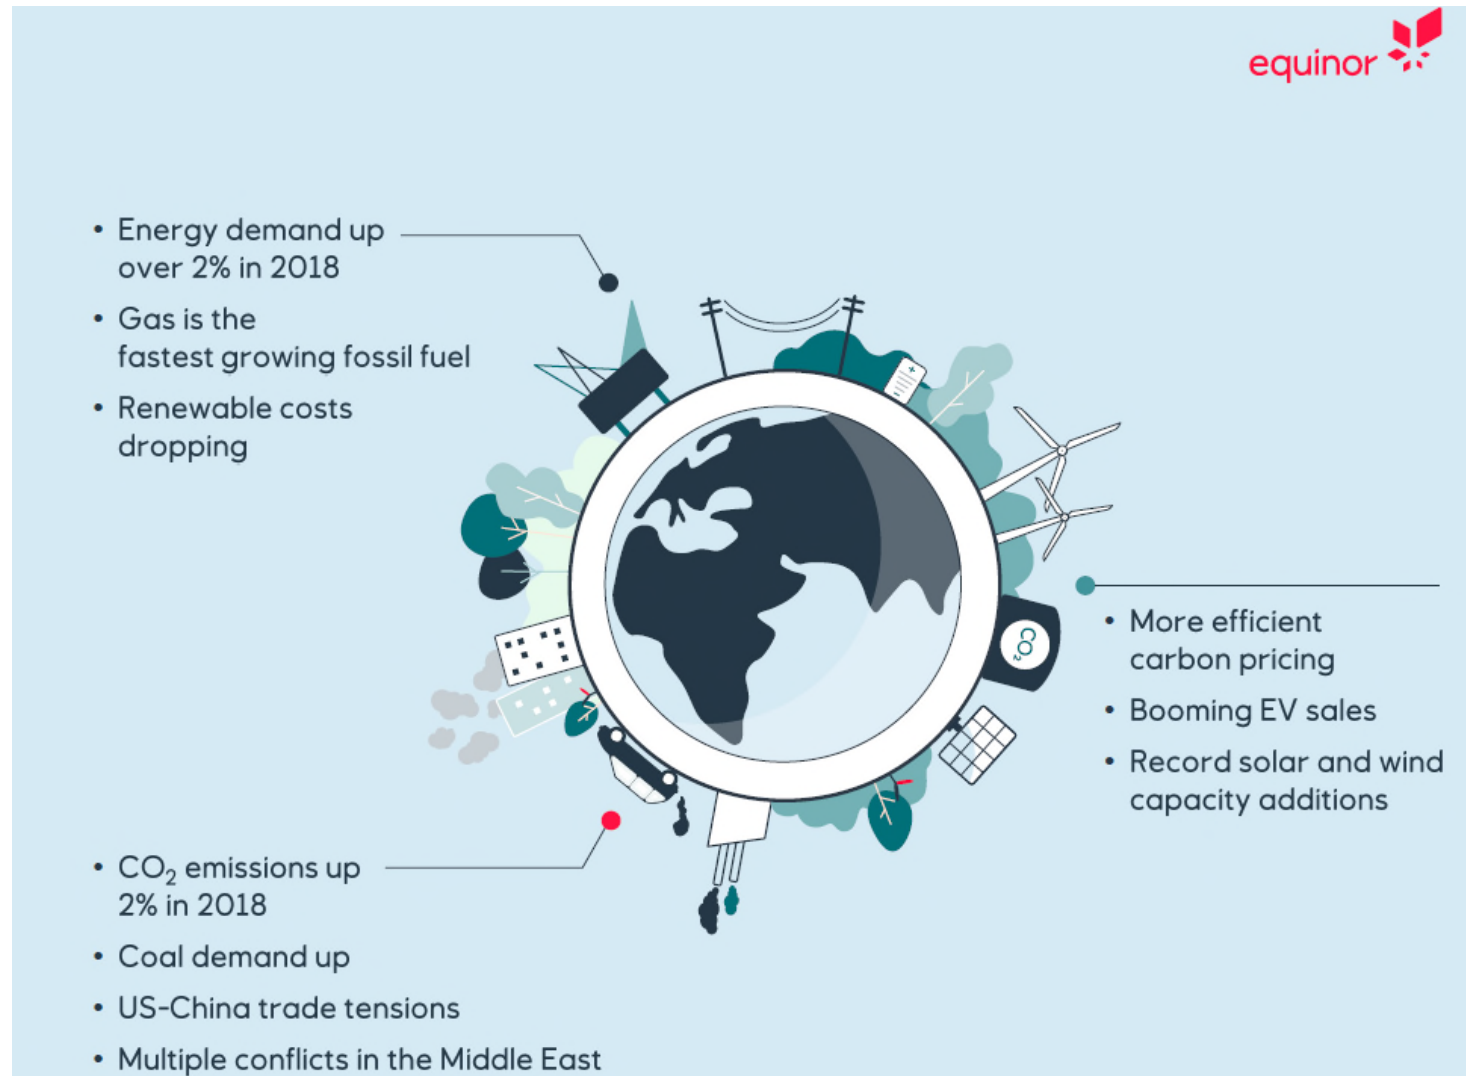 equinor
• Energy demand up
over 2% in 2018
• Gas is the
fastest growing fossil fuel
• Renewable costs
dropping
CO₂
• More efficient
carbon pricing
• Booming EV sales
• Record solar and wind
capacity additions
• CO₂ emissions up
2% in 2018
• Coal demand up
• US-China trade tensions
• Multiple conflicts in the Middle East